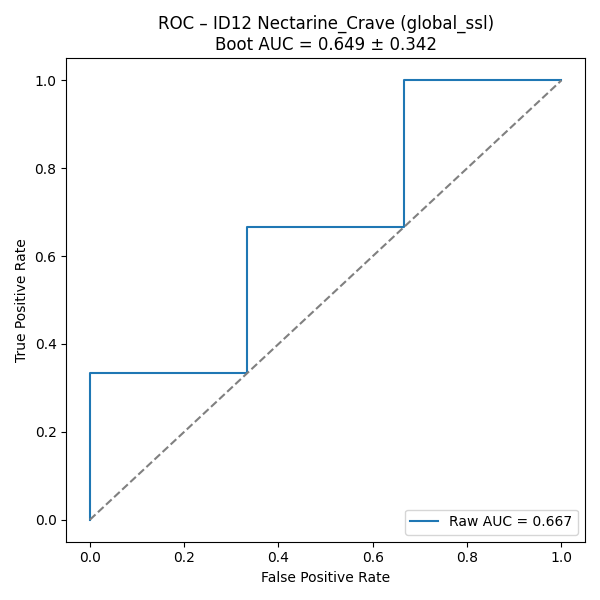 ROC – ID12 Nectarine_Crave (global_ssl)
Boot AUC = 0.649 ± 0.342
True Positive Rate
1.0
0.8
0.6
0.4
0.2
0.0
Raw AUC = 0.667
0.0 0.2 0.4 0.6 0.8 1.0
False Positive Rate